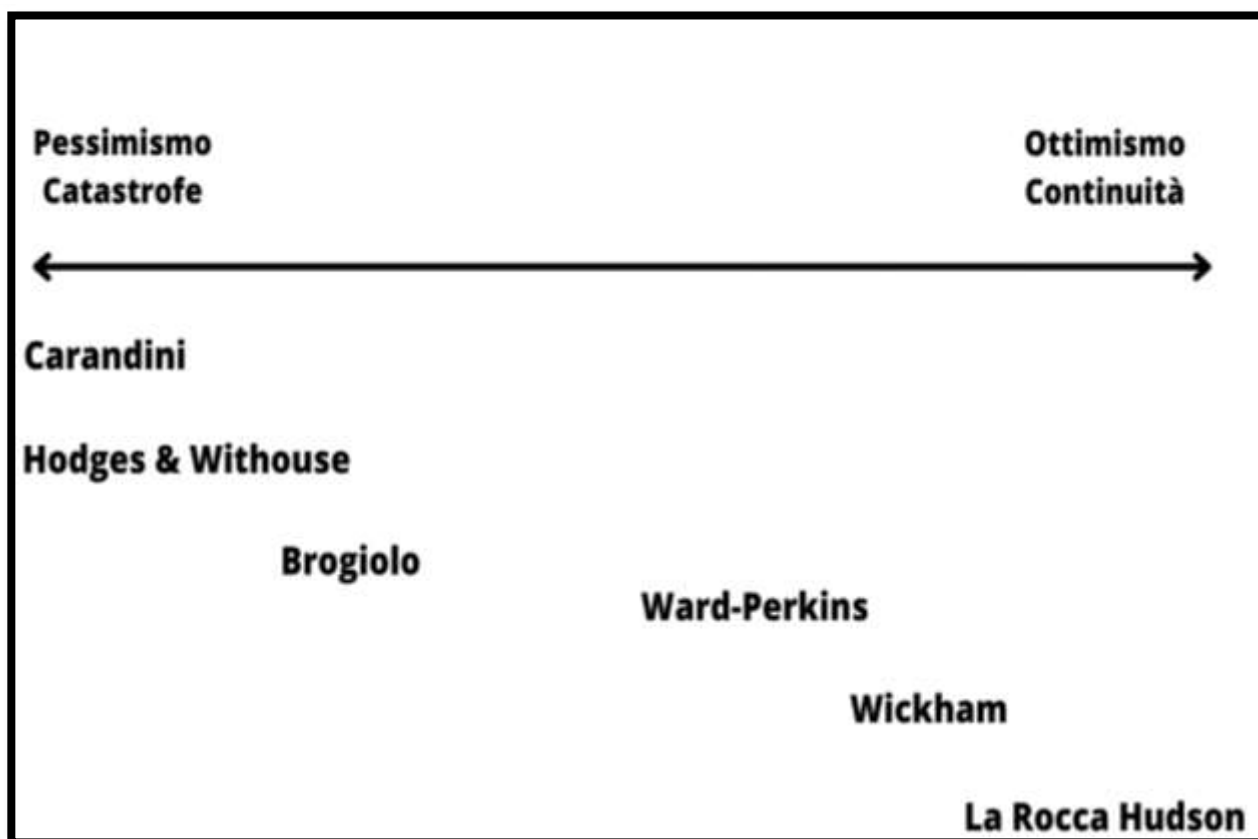 Pessimismo
Catastrofe
Ottimismo
Continuità
Carandini
Hodges & Withouse
Brogiolo
Ward-Perkins
Wickham
La Rocca Hudson